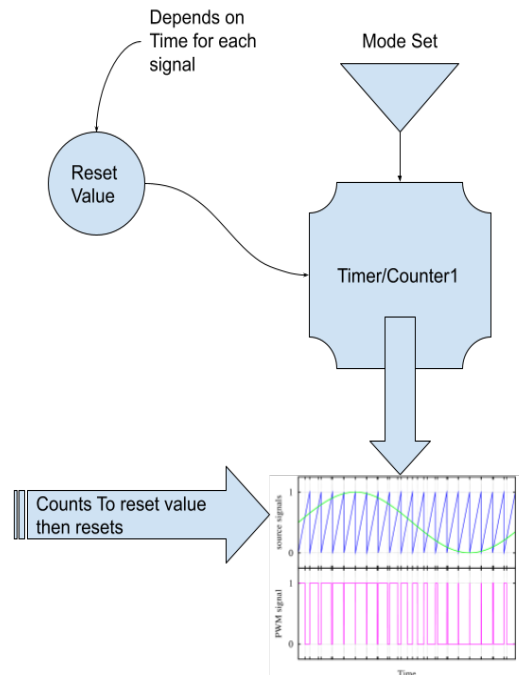 Depends on
Time for each
signal
Mode Set
Reset
Value
Timer/Counter1
Counts To reset value
then resets
source signals
1
0
PWM signal
1
0
Time